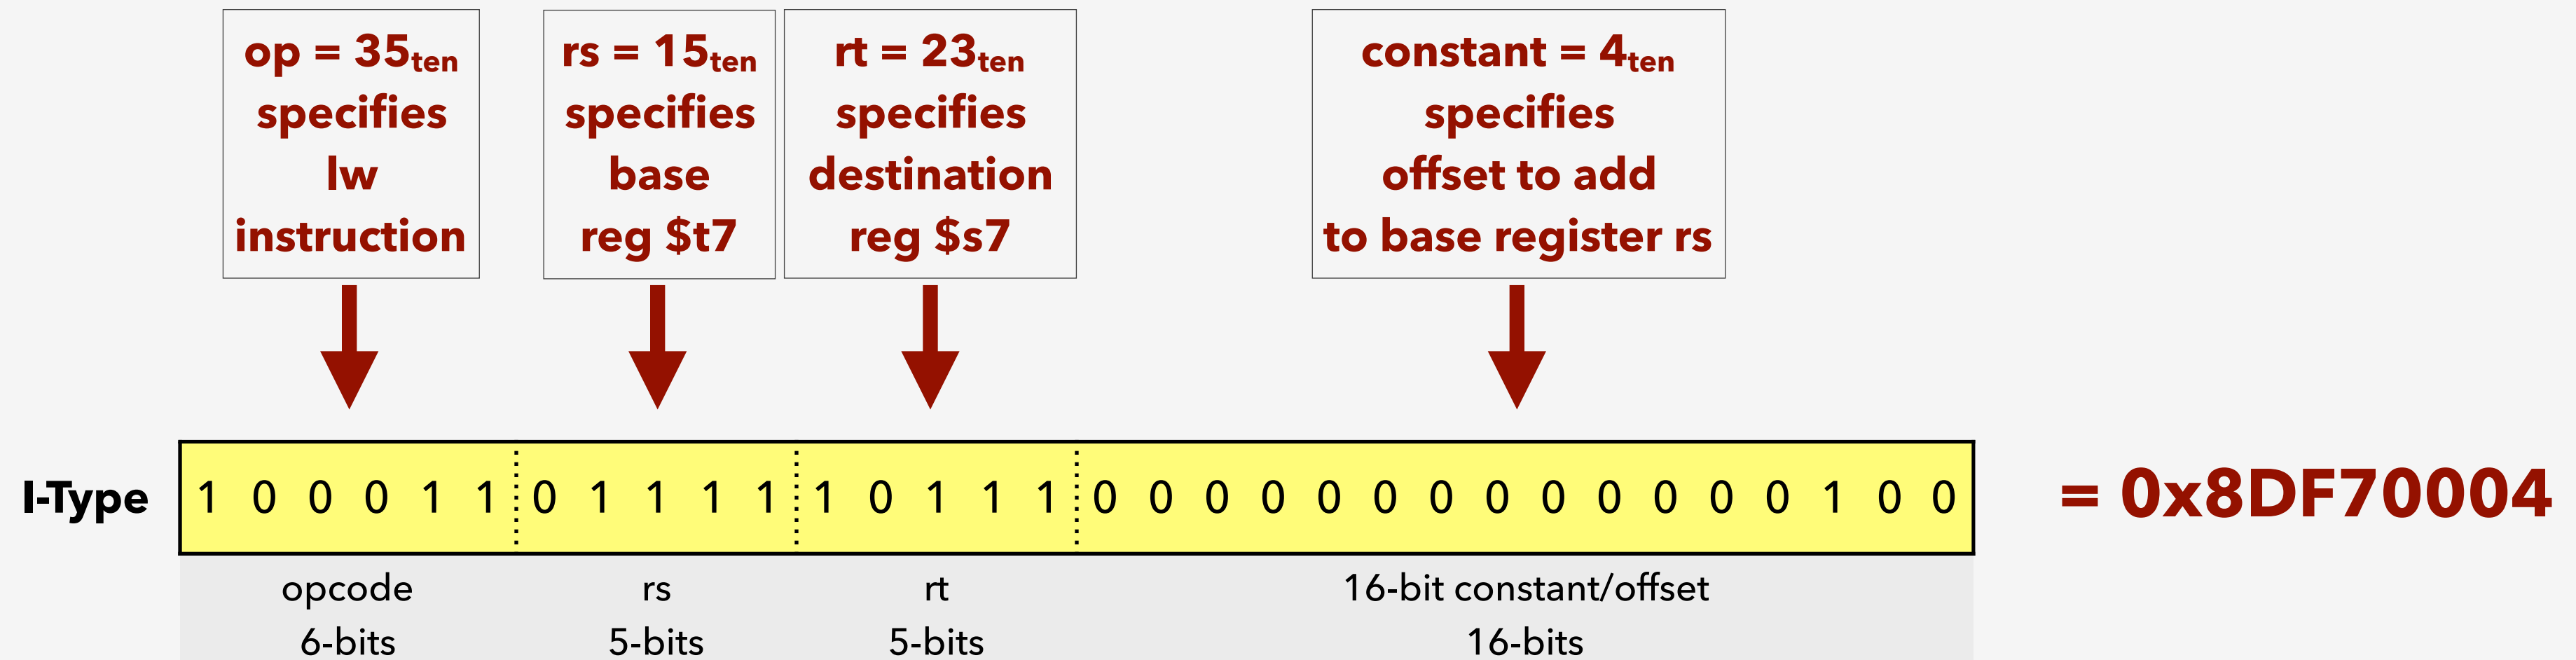 op = 35ten
specifies
lw
instruction
rs = 15ten
specifies
base
reg $t7
rt = 23ten
specifies
destination
reg $s7
constant = 4ten
specifies
offset to add
to base register rs
I-Type 1 0 0 0 1 1 0 1 1 1 1 1 0 1 1 1 0 0 0 0 0 0 0 0 0 0 0 0 0 1 0 0 = 0x8DF70004
opcode rs rt 16-bit constant/offset
6-bits 5-bits 5-bits 16-bits